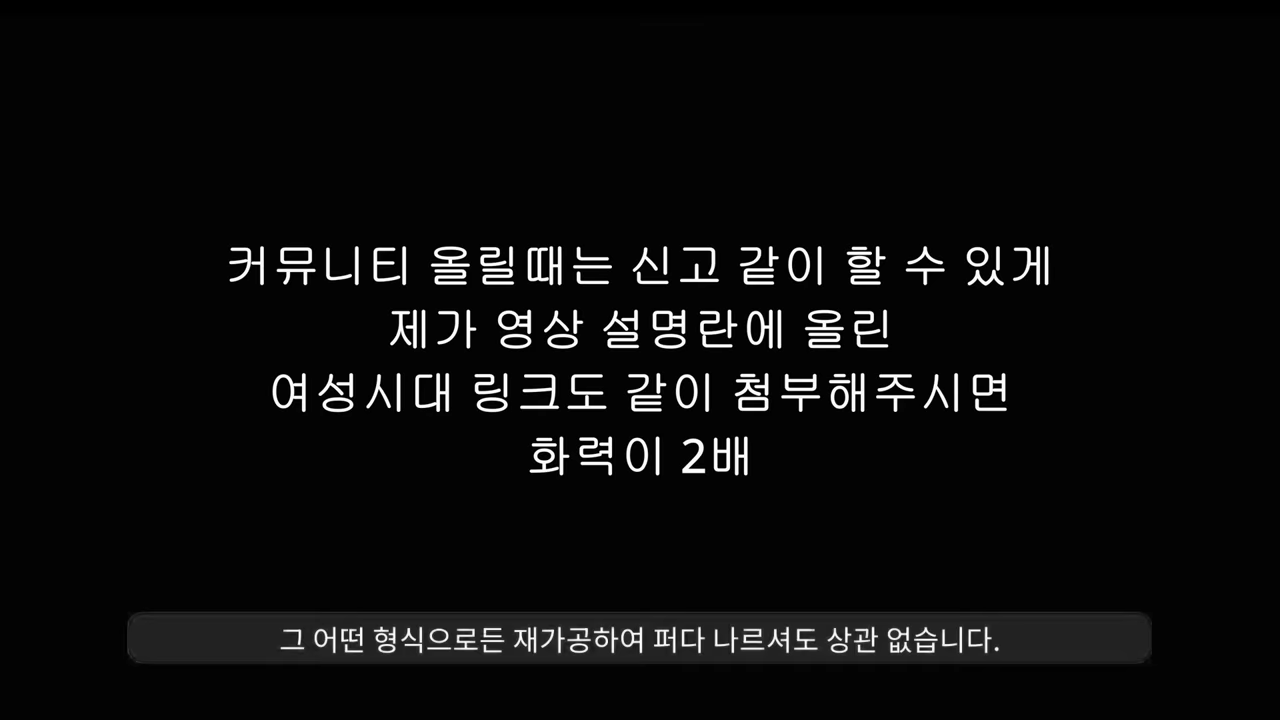 커뮤니티 올릴때는 신고 같이 할 수 있게
제가 영상 설명란에 올린
여성시대 링크도 같이 첨부해주시면
화력이 2배
그 어떤 형식으로든 재가공하여 퍼다 나르셔도 상관 없습니다.